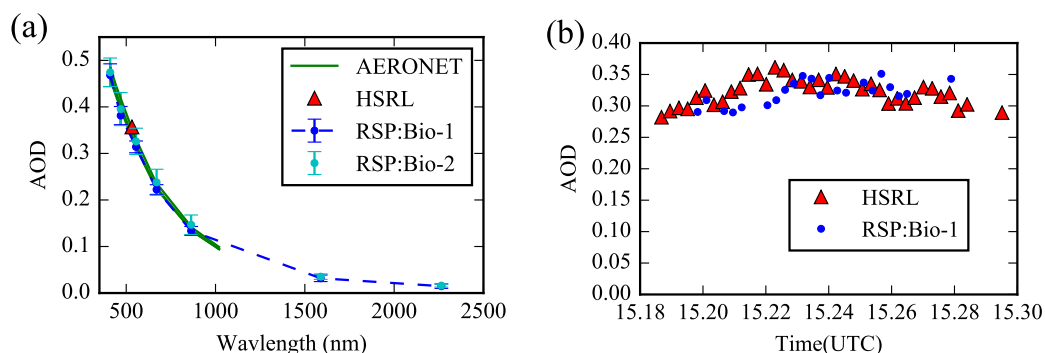 (a)
0.5
0.4
0.3
0.2
0.1
0.0
AOD
500 1000 1500 2000 2500
Wavlength (nm)
AERONET
HSRL
RSP:Bio-1
RSP:Bio-2
(b)
0.40
0.35
0.30
0.25
0.20
0.15
0.10
0.05
0.00
AOD
15.18 15.20 15.22 15.24 15.26 15.28 15.30
Time(UTC)
HSRL
RSP:Bio-1